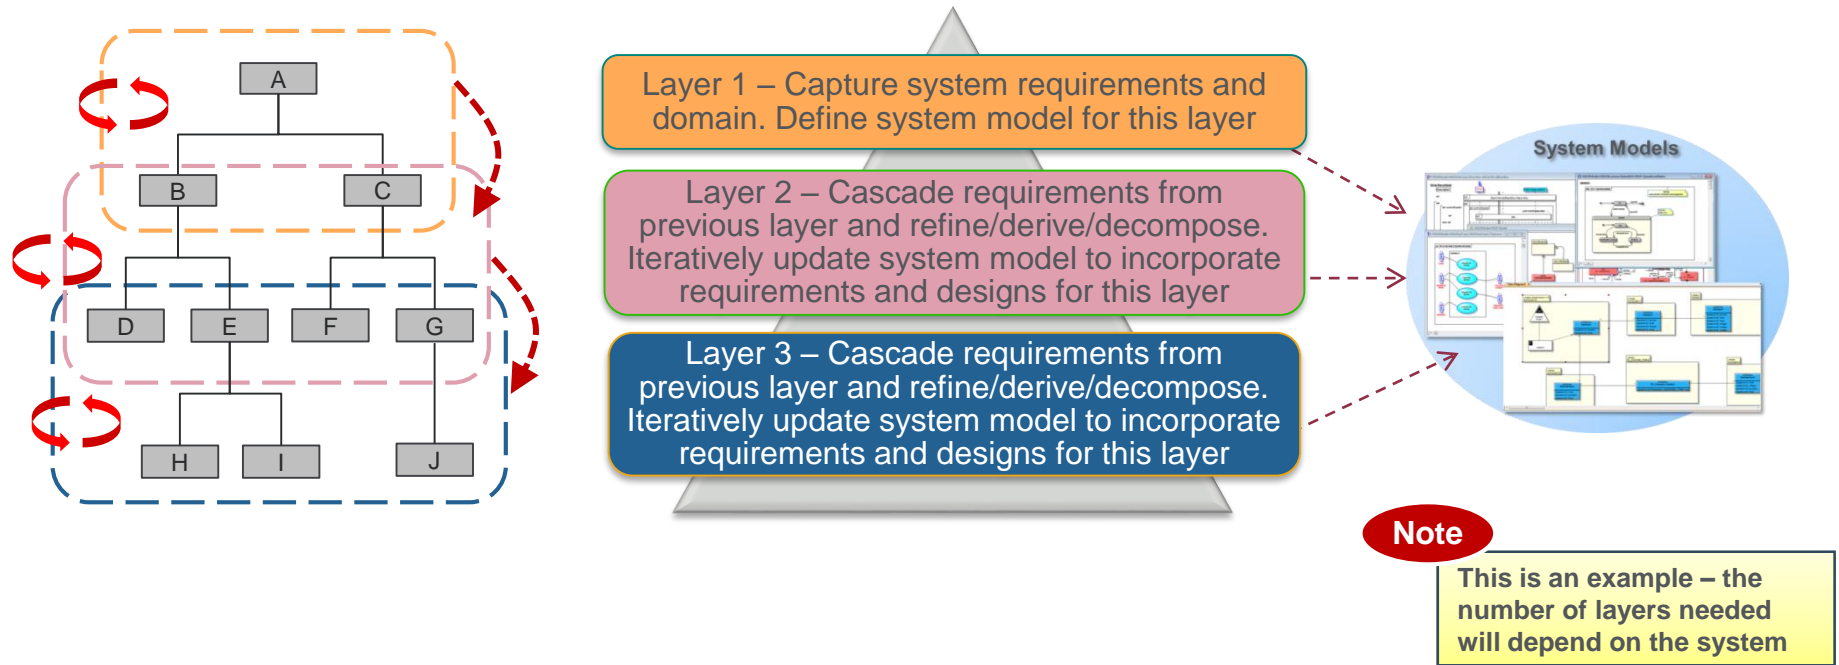 A
B
C
D
E
F
G
H
I
J
Layer 1 – Capture system requirements and
domain. Define system model for this layer
Layer 2 – Cascade requirements from
previous layer and refine/derive/decompose.
Iteratively update system model to incorporate
requirements and designs for this layer
Layer 3 – Cascade requirements from
previous layer and refine/derive/decompose.
Iteratively update system model to incorporate
requirements and designs for this layer
System Models
Note
This is an example – the
number of layers needed
will depend on the system